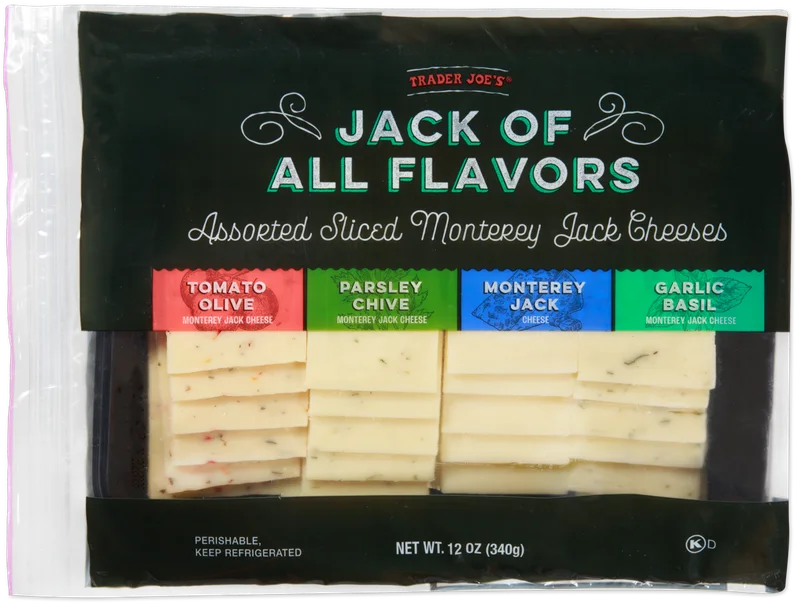 TRADER JOE'S®
JACK OF
ALL FLAVORS
Assorted Sliced Monterey Jack Cheeses
TOMATO
OLIVE
MONTEREY JACK CHEESE
PARSLEY
CHIVE
MONTEREY JACK CHEESE
MONTEREY
JACK
CHEESE
GARLIC
BASIL
MONTEREY JACK CHEESE
PERISHABLE,
KEEP REFRIGERATED
NET WT. 12 OZ (340g)
K D